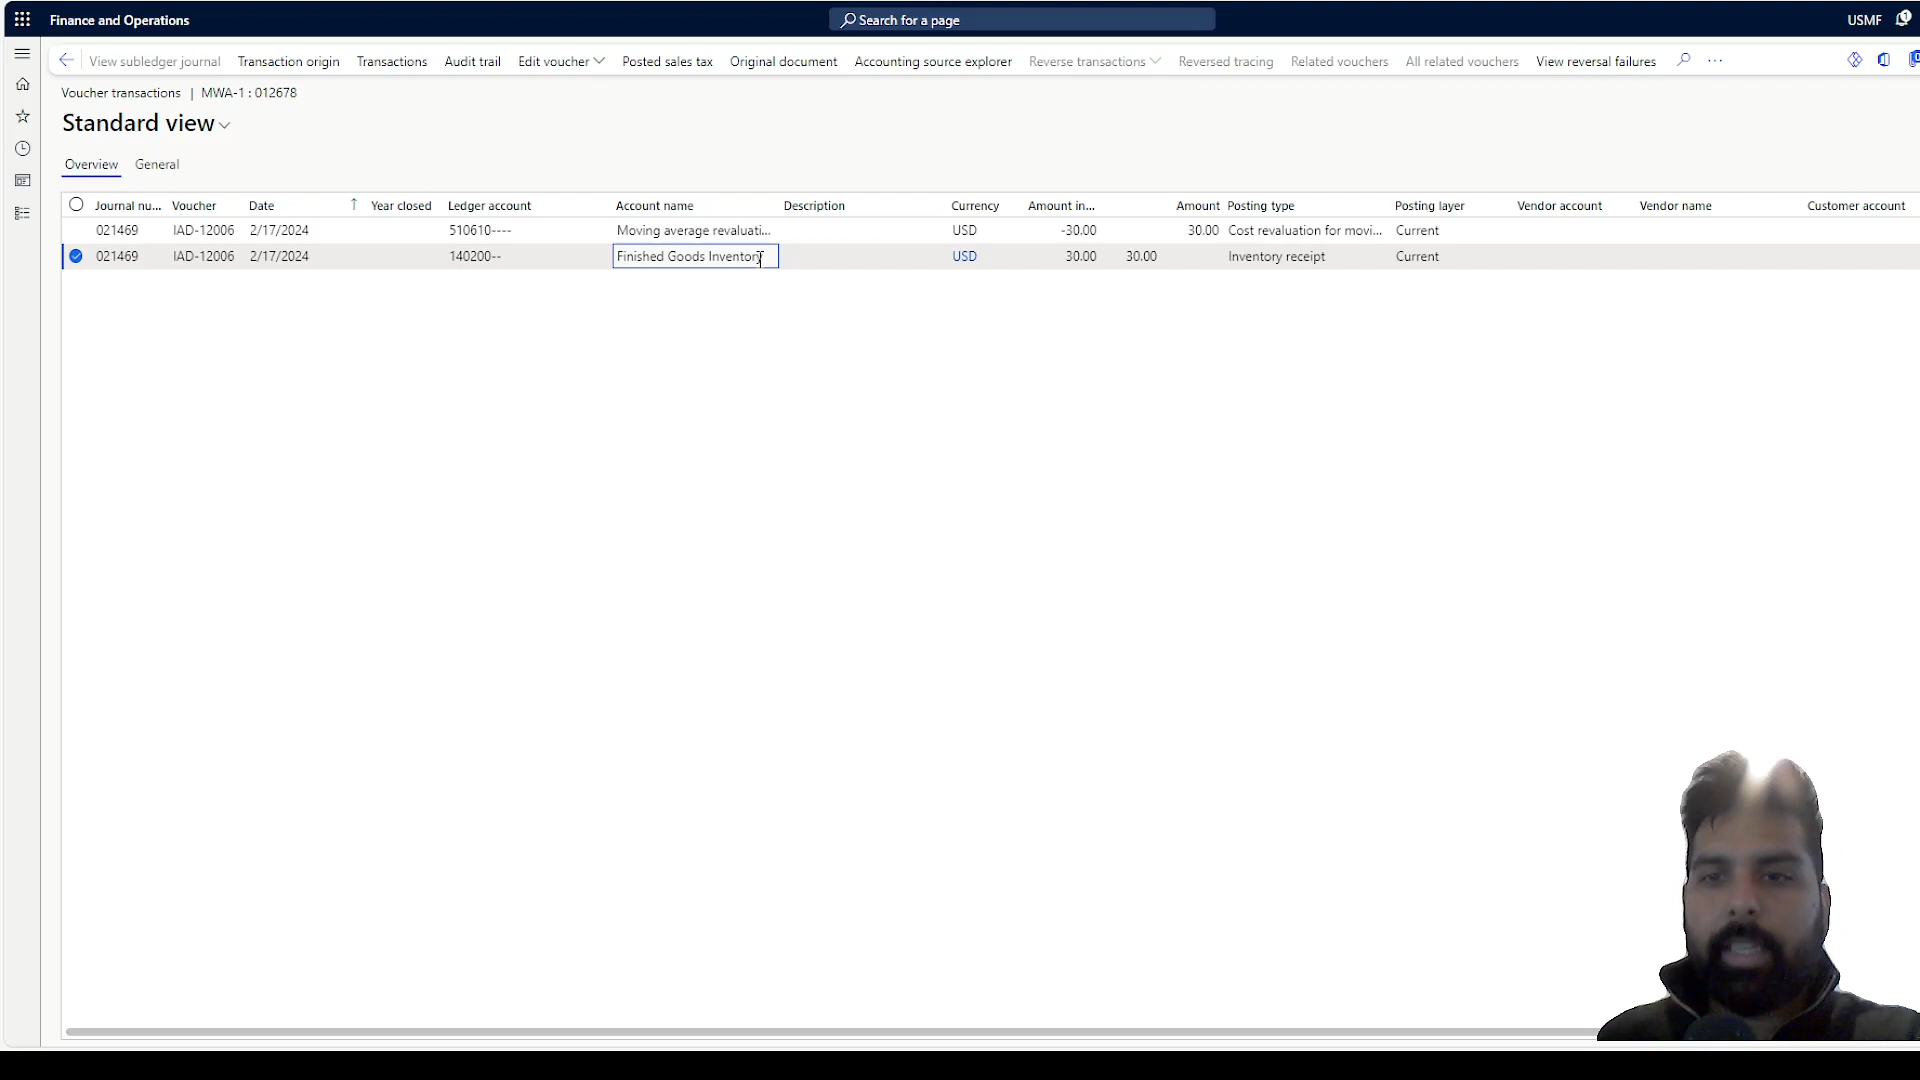 Finance and Operations Search for a page USMF 1
View subledger journal Transaction origin Transactions Audit trail Edit voucher Posted sales tax Original document Accounting source explorer Reverse transactions Reversed tracing Related vouchers All related vouchers View reversal failures ...
Voucher transactions | MWA-1 : 012678
Standard view
Overview General
Journal nu... Voucher Date Year closed Ledger account Account name Description Currency Amount in... Amount Posting type Posting layer Vendor account Vendor name Customer account
021469 IAD-12006 2/17/2024 510610---- Moving average revaluati... USD -30.00 30.00 Cost revaluation for movi... Current
021469 IAD-12006 2/17/2024 140200-- Finished Goods Inventory USD 30.00 30.00 Inventory receipt Current